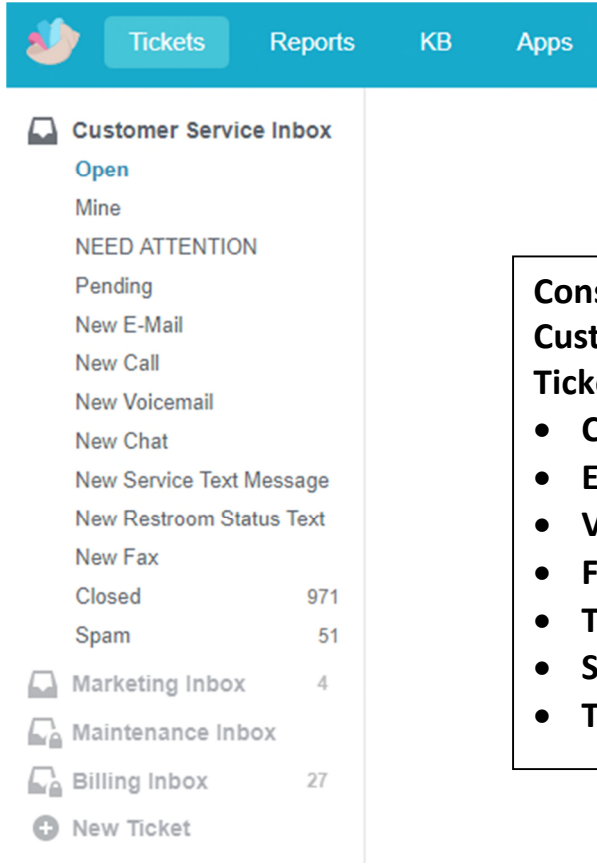 Tickets Reports KB Apps
Customer Service Inbox
Open
Mine
NEED ATTENTION
Pending
New E-Mail
New Call
New Voicemail
New Chat
New Service Text Message
New Restroom Status Text
New Fax
Closed 971
Spam 51
Marketing Inbox 4
Maintenance Inbox
Billing Inbox 27
New Ticket